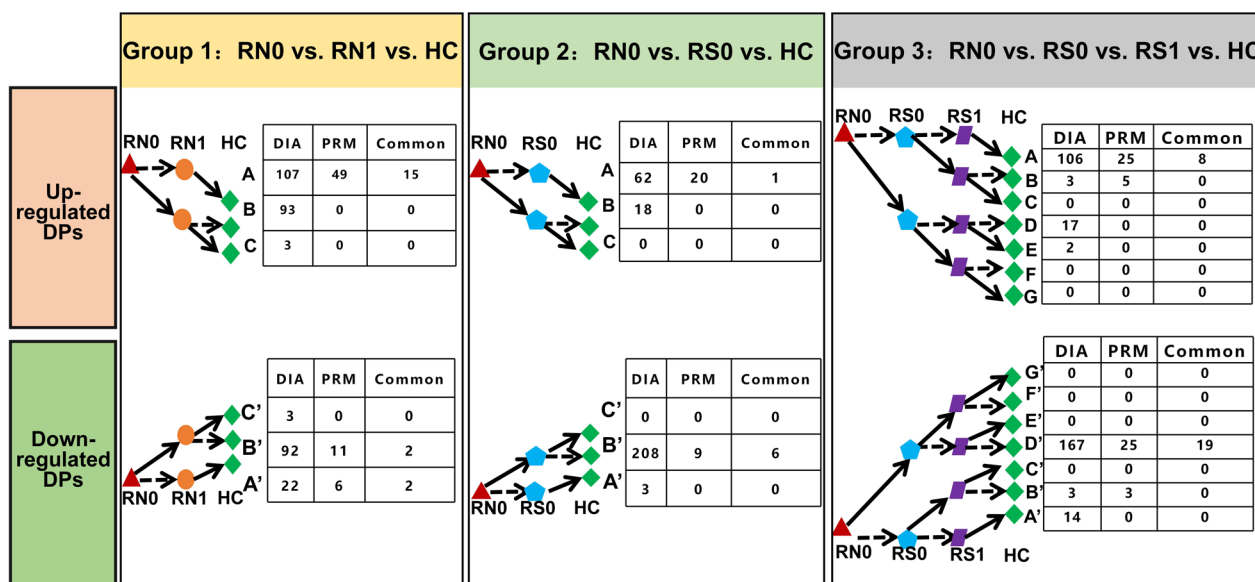 Group 1：RN0 vs. RN1 vs. HC
Group 2：RN0 vs. RS0 vs. HC
Group 3：RN0 vs. RS0 vs. RS1 vs. HC
Up-
regulated
DPs
RN0 RN1 HC
DIA PRM Common
A 107 49 15
B 93 0 0
C 3 0 0
RN0 RS0 HC
DIA PRM Common
A 62 20 1
B 18 0 0
C 0 0 0
RN0 RS0 RS1 HC
DIA PRM Common
A 106 25 8
B 3 5 0
C 0 0 0
D 17 0 0
E 2 0 0
F 0 0 0
G 0 0 0
Down-
regulated
DPs
DIA PRM Common
C' 3 0 0
B' 92 11 2
A' 22 6 2
RN0 RN1 HC
DIA PRM Common
C' 0 0 0
B' 208 9 6
A' 3 0 0
RN0 RS0 HC
DIA PRM Common
G' 0 0 0
F' 0 0 0
E' 0 0 0
D' 167 25 19
C' 0 0 0
B' 3 3 0
A' 14 0 0
RN0 RS0 RS1 HC